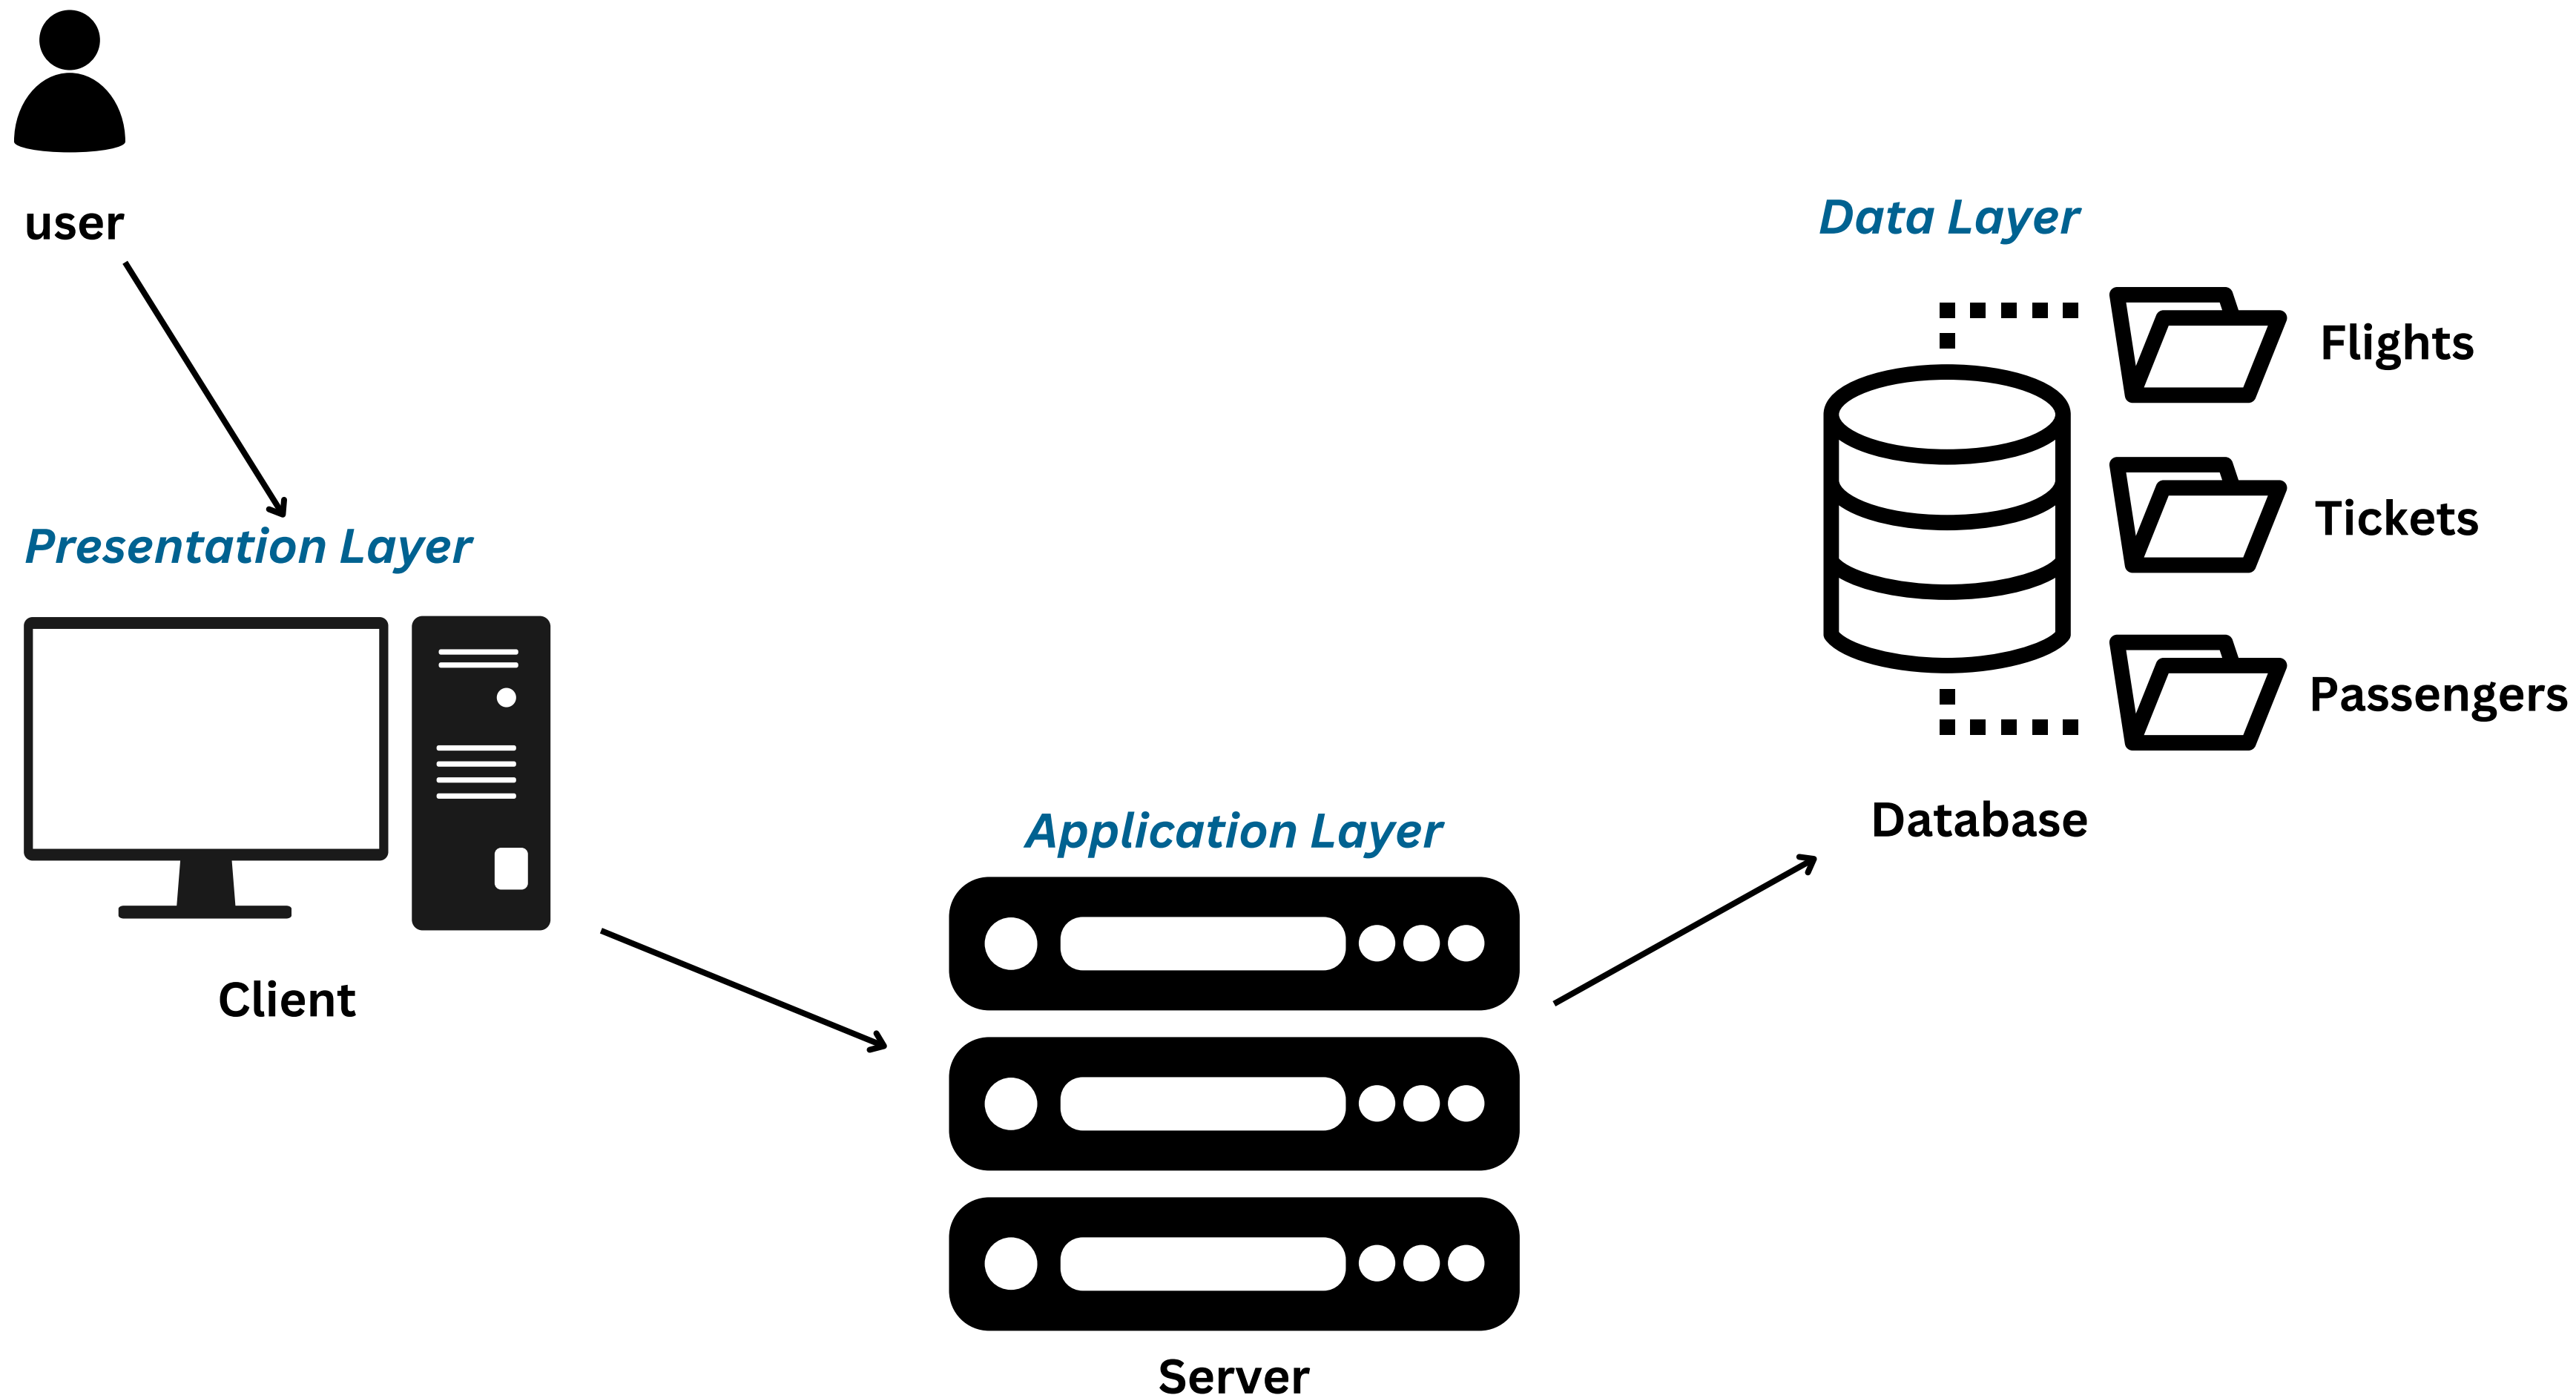 user
Presentation Layer
Client
Application Layer
Server
Data Layer
Flights
Tickets
Passengers
Database